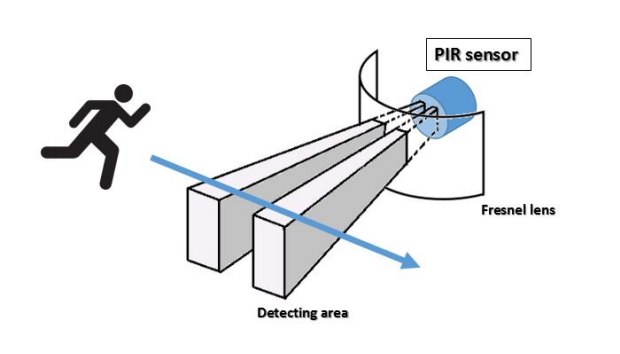 PIR sensor
Fresnel lens
Detecting area